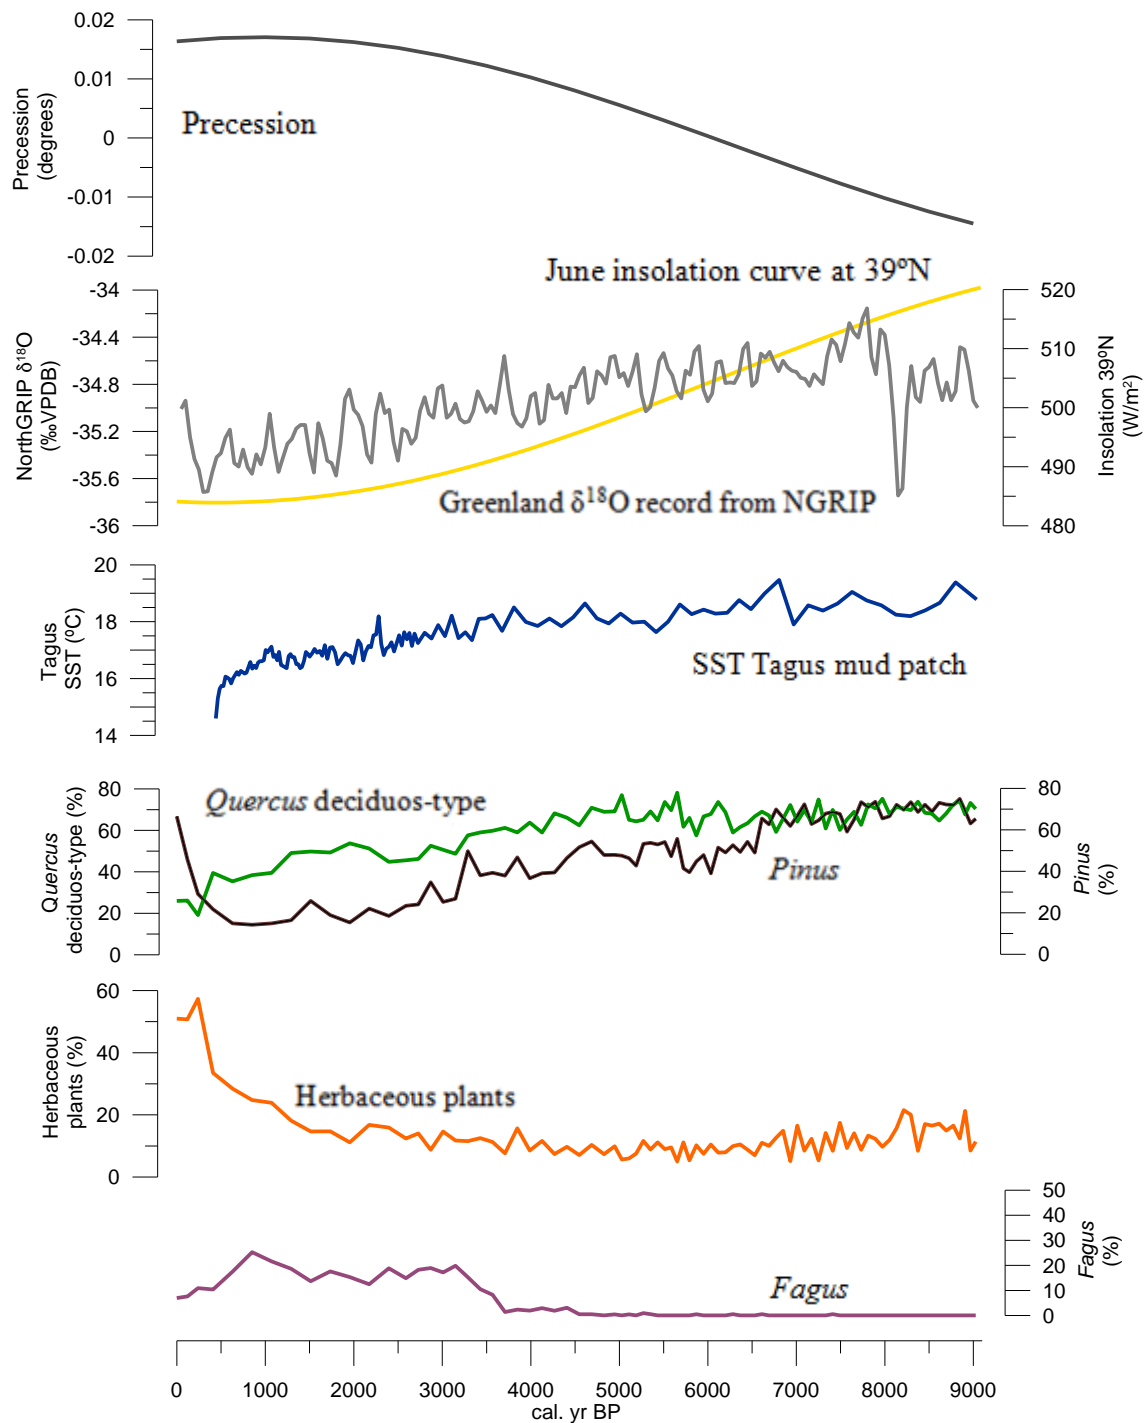 0.02
0.01
0
-0.01
-0.02
Precession
(degrees)
Precession
June insolation curve at 39ºN
-34
-34.4
-34.8
-35.2
-35.6
-36
NorthGRIP δ18O
(‰VPDB)
520
510
500
490
480
Insolation 39ºN
(W/m2)
Greenland δ18O record from NGRIP
20
18
16
14
Tagus
SST (ºC)
SST Tagus mud patch
80
60
40
20
0
Quercus
deciduos-type (%)
Quercus deciduos-type
80
60
40
20
0
Pinus
(%)
Pinus
60
40
20
0
Herbaceous
plants (%)
Herbaceous plants
50
40
30
20
10
0
Fagus
(%)
Fagus
0 1000 2000 3000 4000 5000 6000 7000 8000 9000
cal. yr BP